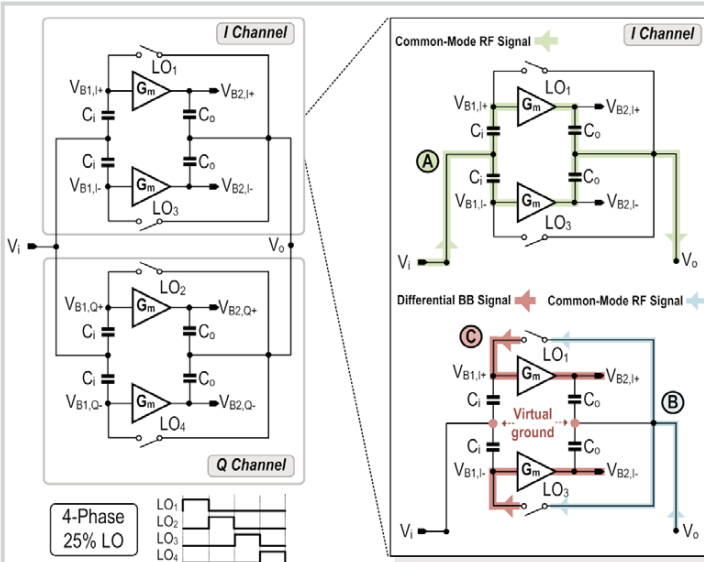 I Channel
LO1
VB1,I+
Gm
VB2,I+
Ci
Co
Ci
Co
VB1,I-
Gm
VB2,I-
LO3
Vi
Vo
LO2
VB1,Q+
Gm
VB2,Q+
Ci
Co
Ci
Co
VB1,Q-
Gm
VB2,Q-
LO4
Q Channel
4-Phase
25% LO
LO1
LO2
LO3
LO4
Common-Mode RF Signal
I Channel
LO1
VB1,I+
Gm
VB2,I+
Ci
Co
A
Ci
Co
VB1,I-
Gm
VB2,I-
LO3
Vi
Vo
Differential BB Signal
Common-Mode RF Signal
C
LO1
VB1,I+
Gm
VB2,I+
Ci
Co
Virtual
ground
B
Ci
Co
VB1,I-
Gm
VB2,I-
LO3
Vi
Vo